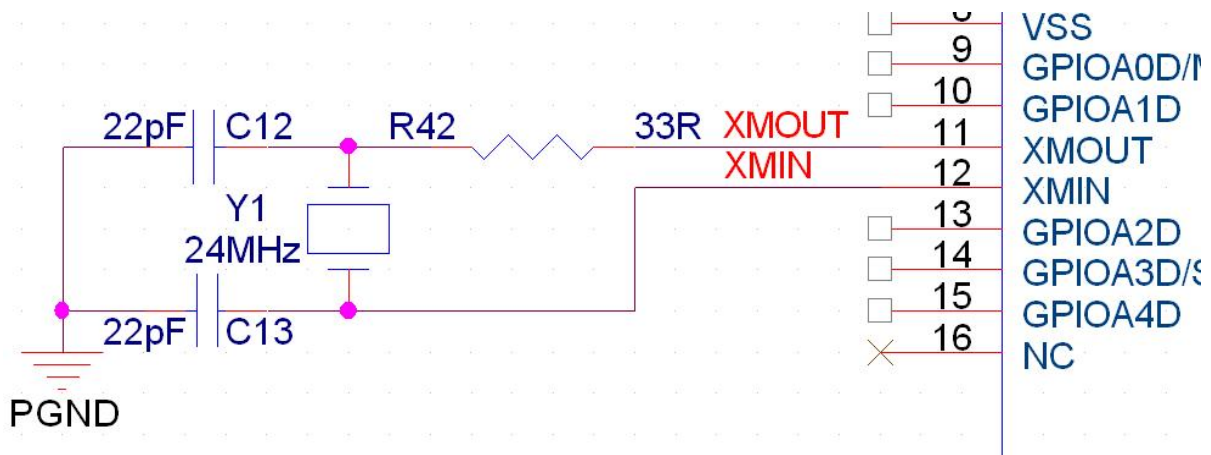 VSS
9
GPIOA0D/
10
GPIOA1D
22pF C12 R42 33R XMOUT
11
XMOUT
XMIN
12
XMIN
Y1
13
GPIOA2D
24MHz
14
GPIOA3D/
15
GPIOA4D
22pF C13
16
NC
PGND